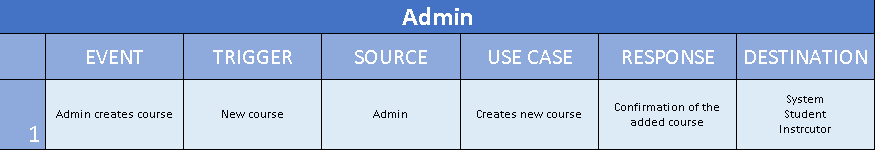 Admin
EVENT TRIGGER SOURCE USE CASE RESPONSE DESTINATION
1
Admin creates course
New course
Admin
Creates new course
Confirmation of the
added course
System
Student
Instrcutor